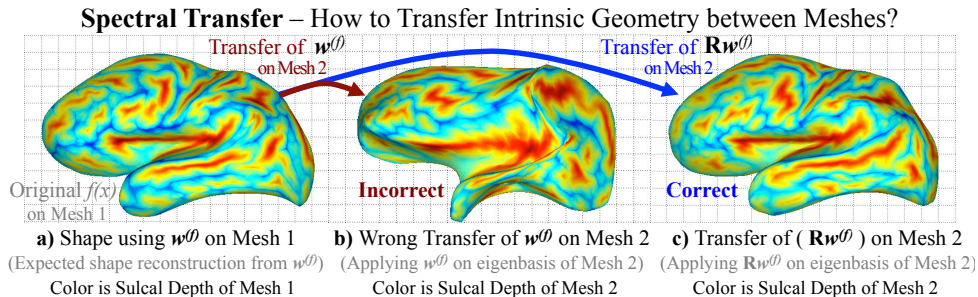 Spectral Transfer – How to Transfer Intrinsic Geometry between Meshes?
Transfer of w(f)
on Mesh 2
Transfer of Rw(f)
on Mesh 2
Original f(x)
on Mesh 1
Incorrect
Correct
a) Shape using w(f) on Mesh 1
(Expected shape reconstruction from w(f))
Color is Sulcal Depth of Mesh 1
b) Wrong Transfer of w(f) on Mesh 2
(Applying w(f) on eigenbasis of Mesh 2)
Color is Sulcal Depth of Mesh 2
c) Transfer of ( Rw(f) ) on Mesh 2
(Applying Rw(f) on eigenbasis of Mesh 2)
Color is Sulcal Depth of Mesh 2